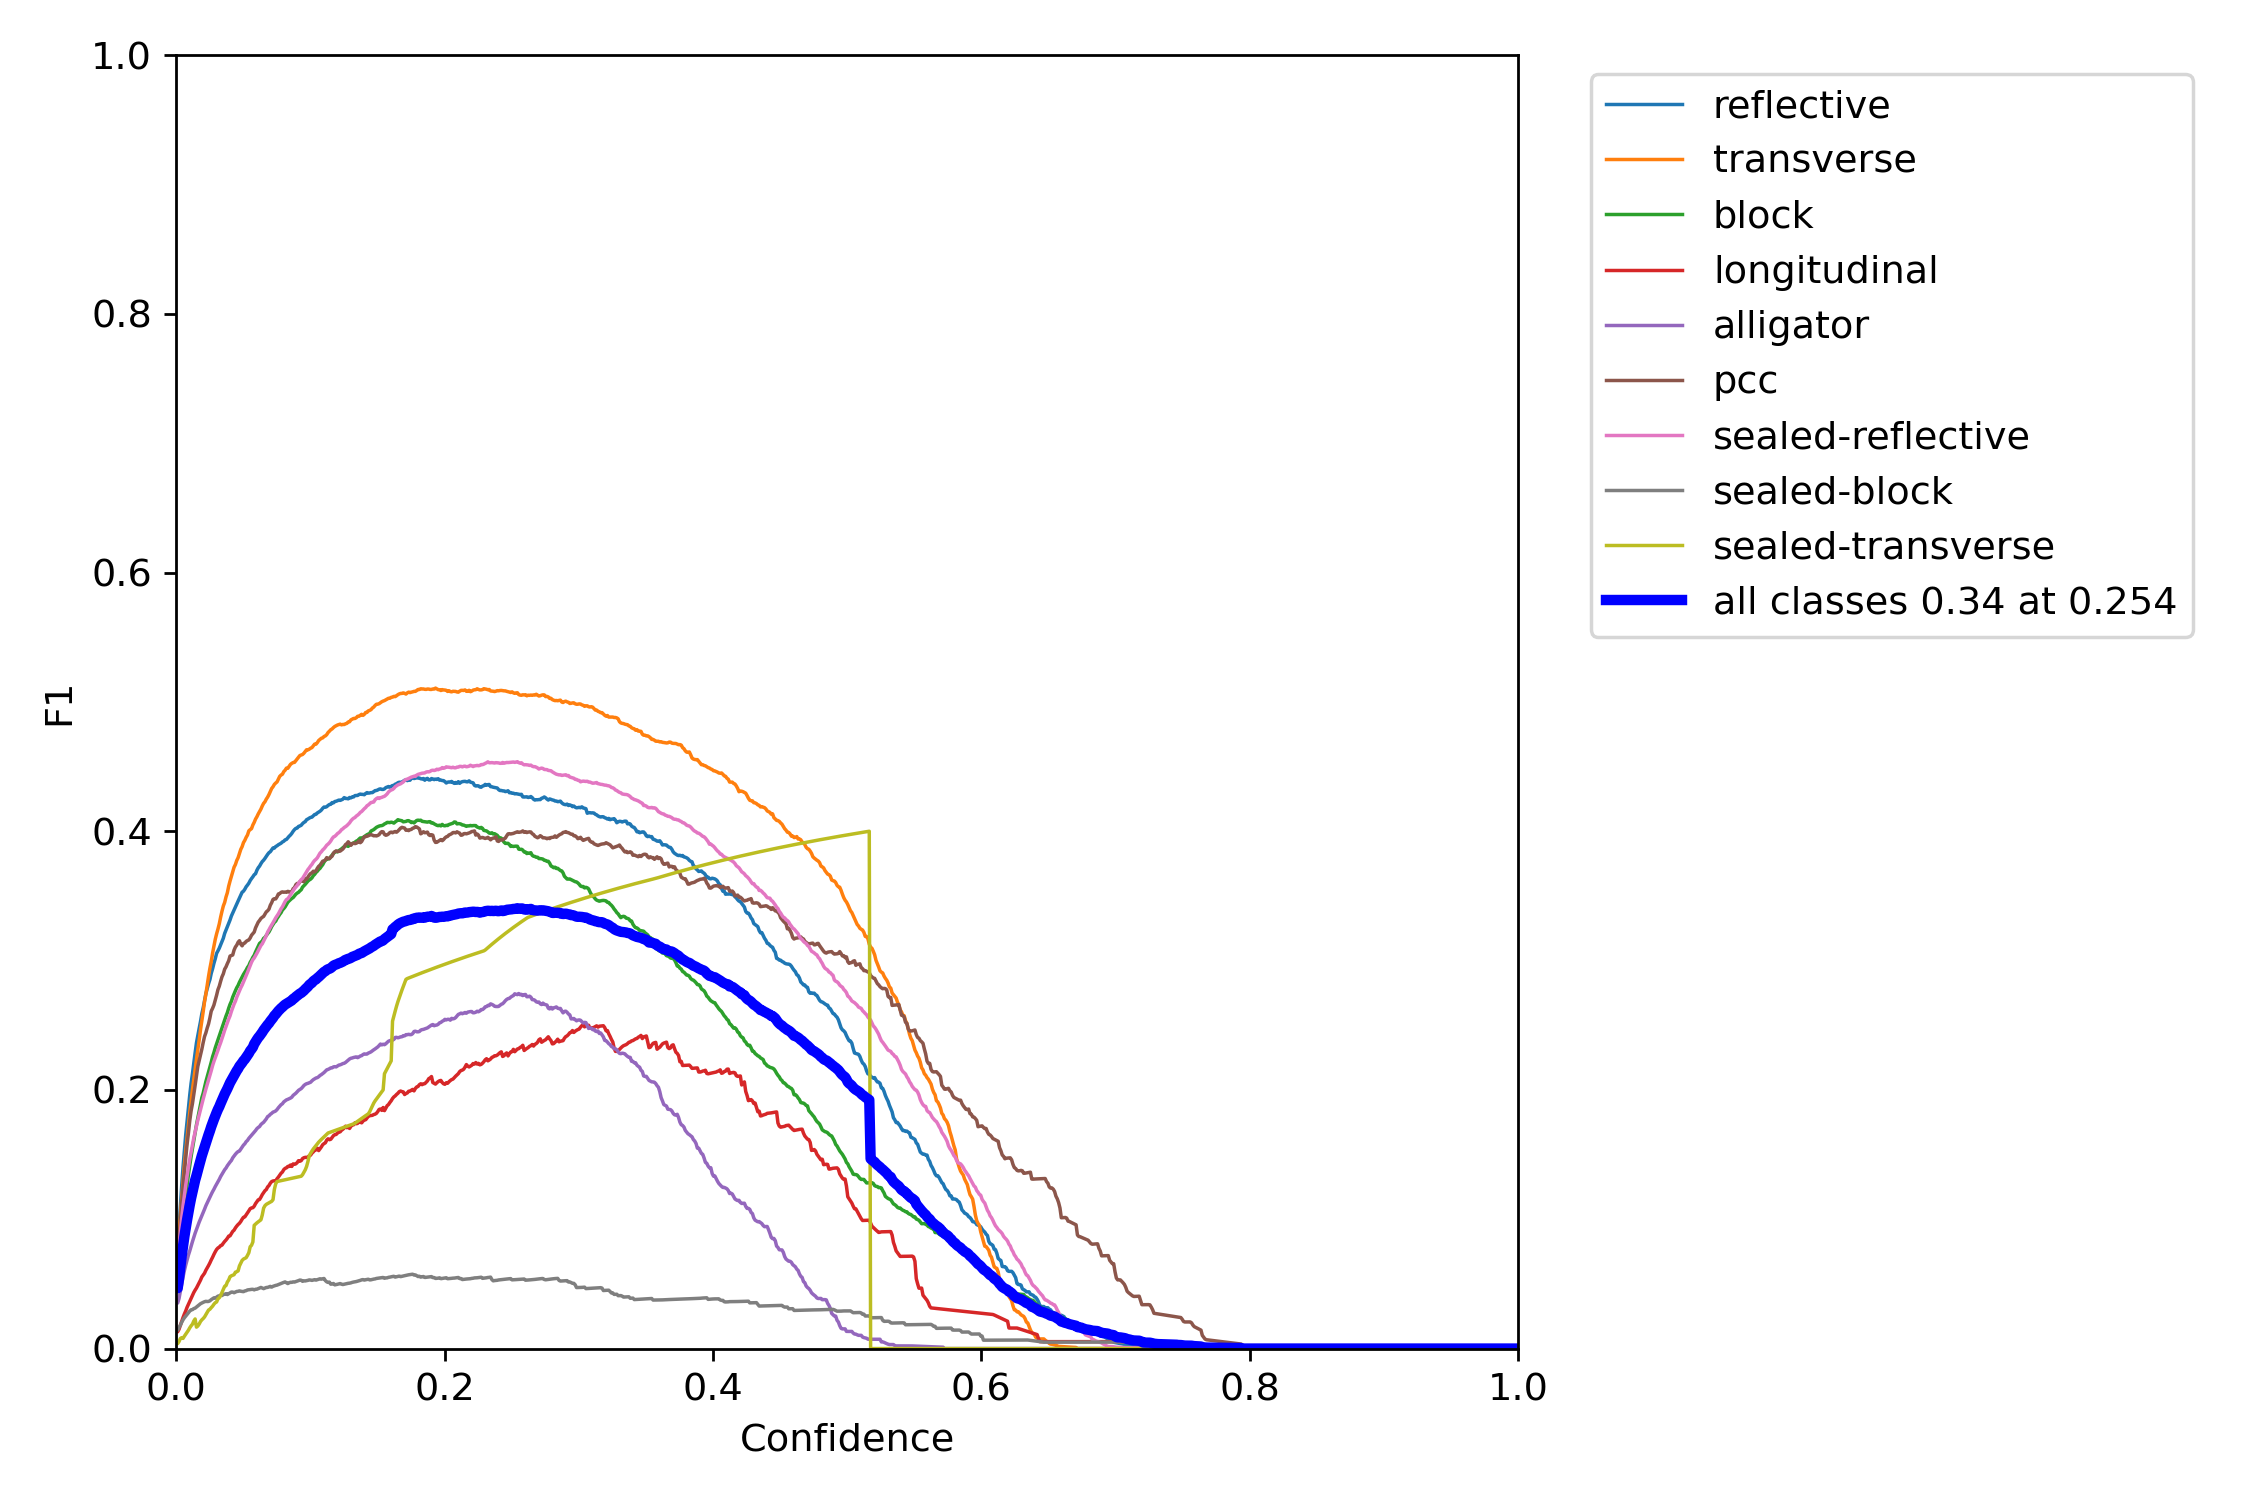 1.0
0.8
0.6
0.4
0.2
0.0
F1
0.0 0.2 0.4 0.6 0.8 1.0
Confidence
reflective
transverse
block
longitudinal
alligator
pcc
sealed-reflective
sealed-block
sealed-transverse
all classes 0.34 at 0.254